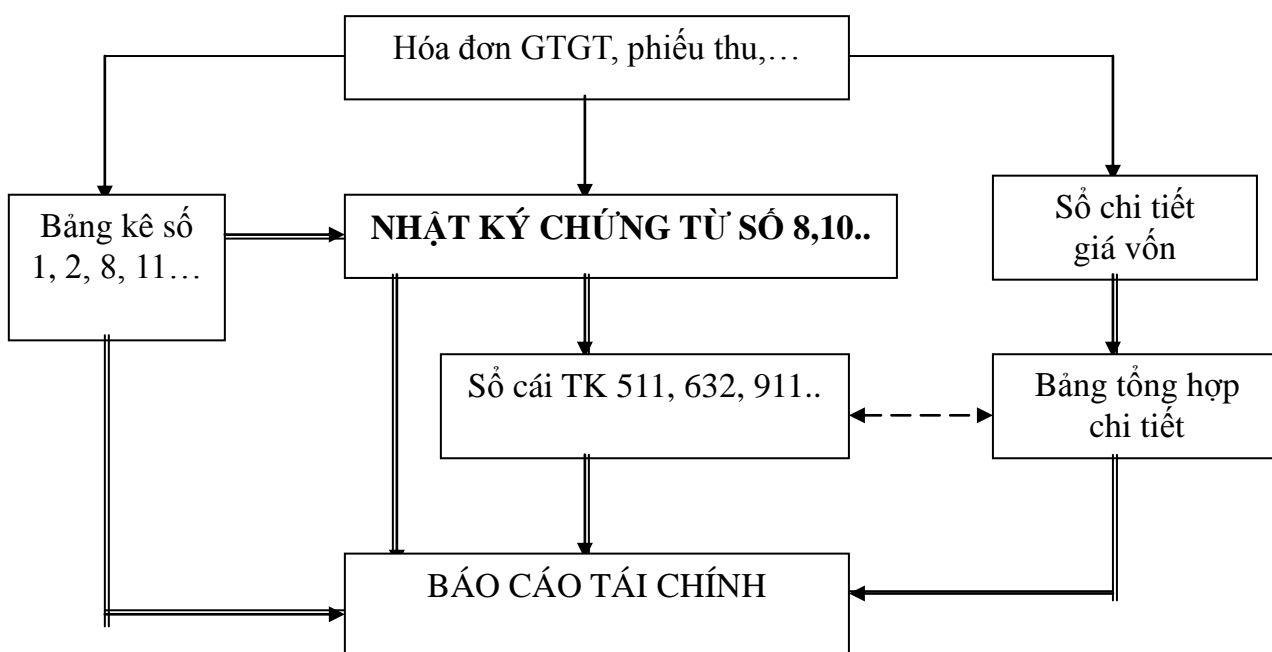 Hóa đơn GTGT, phiếu thu,…
Bảng kê số
1, 2, 8, 11…
NHẬT KÝ CHỨNG TỪ SỐ 8,10..
Sổ chi tiết
giá vốn
Sổ cái TK 511, 632, 911..
Bảng tổng hợp
chi tiết
BÁO CÁO TÁI CHÍNH